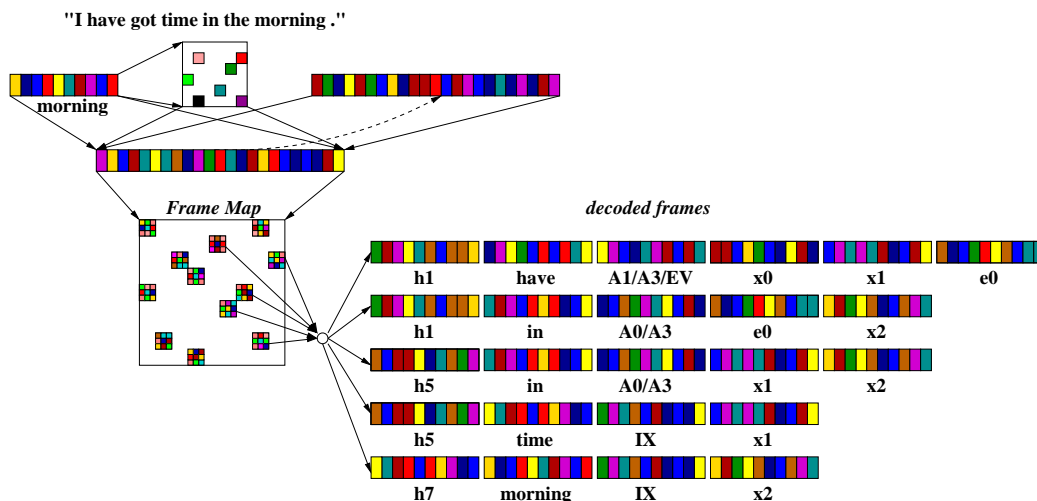 "I have got time in the morning ."
morning
Frame Map
decoded frames
h1 have A1/A3/EV x0 x1 e0
h1 in A0/A3 e0 x2
h5 in A0/A3 x1 x2
h5 time IX x1
h7 morning IX x2